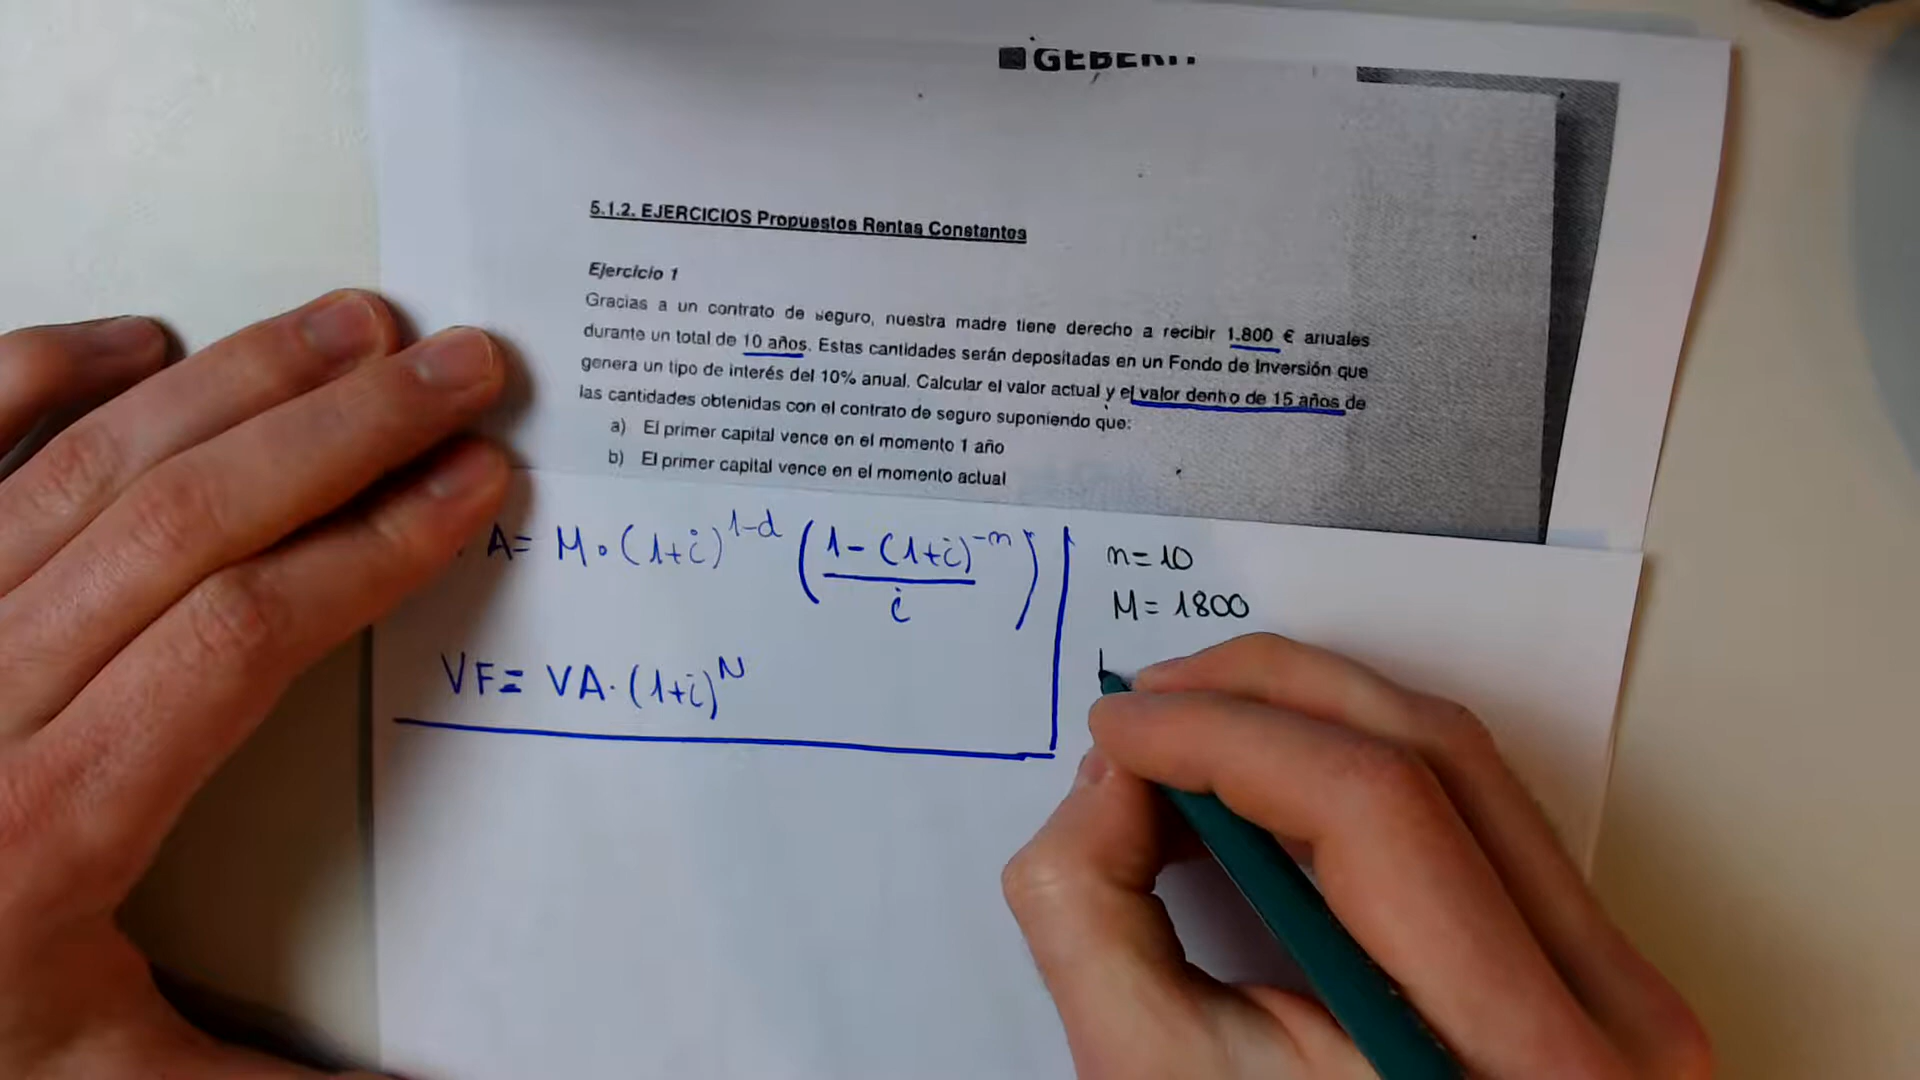 GEBERIT
5.1.2. EJERCICIOS Propuestos Rentas Constantes
Ejercicio 1
Gracias a un contrato de seguro, nuestra madre tiene derecho a recibir 1.800 € anuales
durante un total de 10 años. Estas cantidades serán depositadas en un Fondo de Inversión que
genera un tipo de interés del 10% anual. Calcular el valor actual y el valor dentro de 15 años de
las cantidades obtenidas con el contrato de seguro suponiendo que:
a) El primer capital vence en el momento 1 año
b) El primer capital vence en el momento actual
A= M·(1+i)^1-d (1-(1+i)^-n / i)
n=10
M= 1800
VF= VA·(1+i)^N